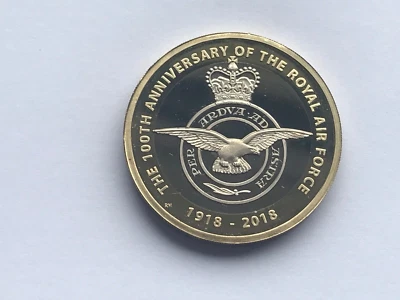 THE 100TH ANNIVERSARY OF THE ROYAL AIR FORCE
PER ARDVA AD ASTRA
1918 - 2018